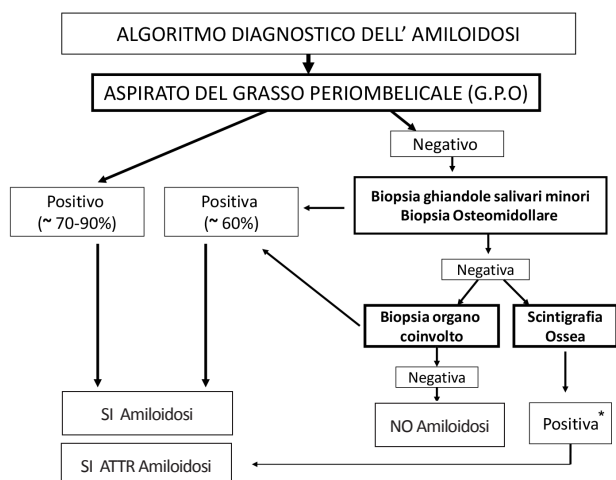 ALGORITMO DIAGNOSTICO DELL' AMILOIDOSI
ASPIRATO DEL GRASSO PERIOMBELICALE (G.P.O)
Negativo
Positivo
(~ 70-90%)
Positiva
(~ 60%)
Biopsia ghiandole salivari minori
Biopsia Osteomidollare
Negativa
Biopsia organo
coinvolto
Scintigrafia
Ossea
Negativa
SI Amiloidosi
NO Amiloidosi
Positiva*
SI ATTR Amiloidosi